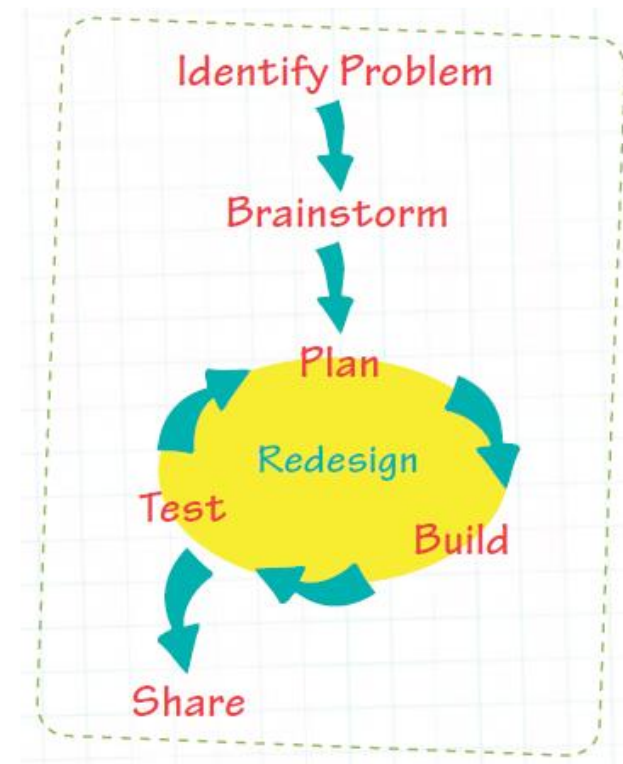 Identify Problem
Brainstorm
Plan
Redesign
Test
Build
Share